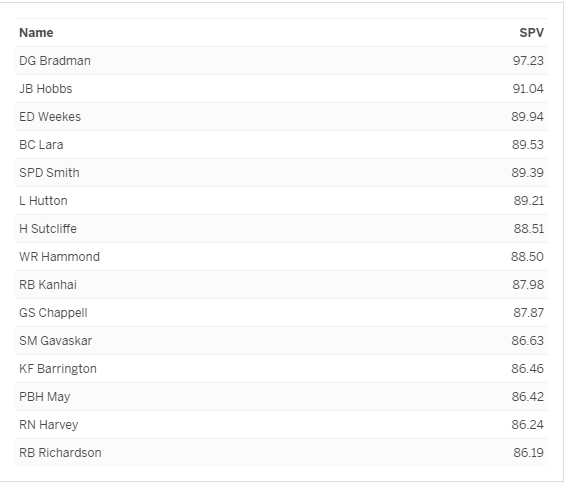 Name SPV
DG Bradman 97.23
JB Hobbs 91.04
ED Weekes 89.94
BC Lara 89.53
SPD Smith 89.39
L Hutton 89.21
H Sutcliffe 88.51
WR Hammond 88.50
RB Kanhai 87.98
GS Chappell 87.87
SM Gavaskar 86.63
KF Barrington 86.46
PBH May 86.42
RN Harvey 86.24
RB Richardson 86.19